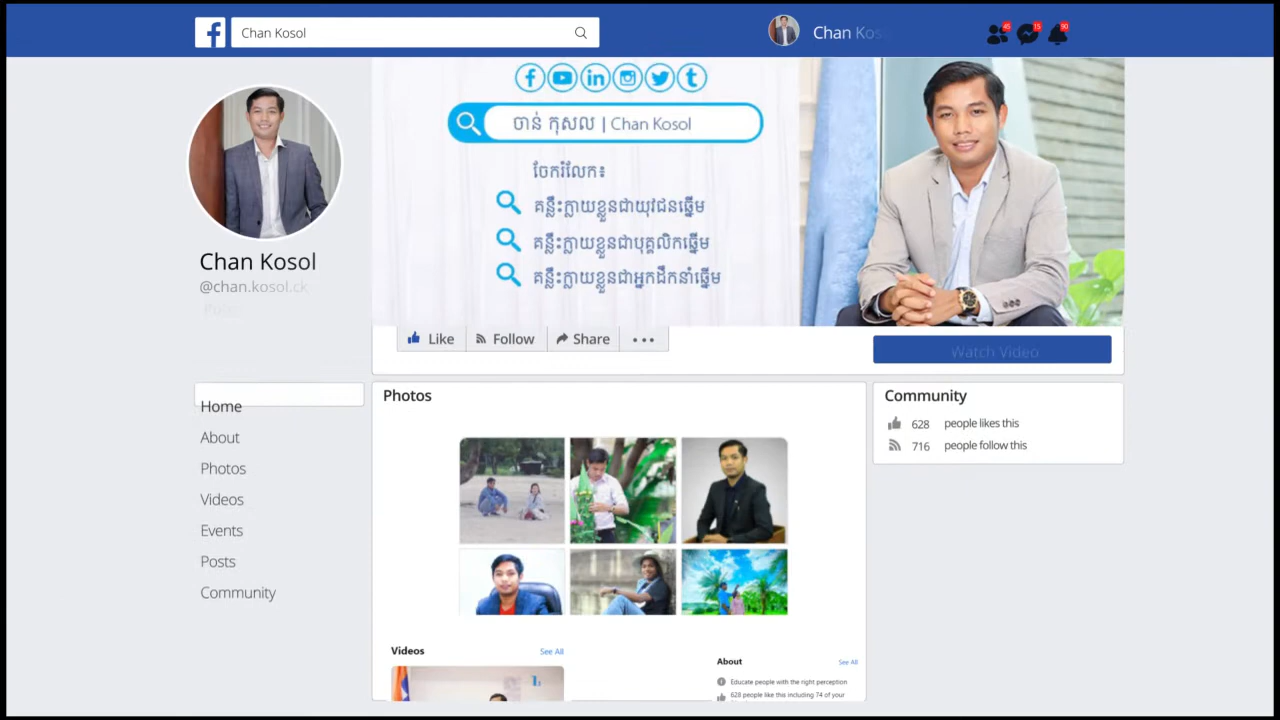 Chan Kosol
Chan Kos
45
15
90
ចាន់ កុសល | Chan Kosol
ចែករំលែក៖
គន្លឹះក្លាយខ្លួនជាយុវជនឆ្នើម
គន្លឹះក្លាយខ្លួនជាបុគ្គលិកឆ្នើម
គន្លឹះក្លាយខ្លួនជាអ្នកដឹកនាំឆ្នើម
Chan Kosol
@chan.kosol.ck
Like
Follow
Share
Watch Video
Home
About
Photos
Videos
Events
Posts
Community
Photos
Videos
See All
About
See All
Educate people with the right perception
628 people like this including 74 of your
Community
628 people likes this
716 people follow this